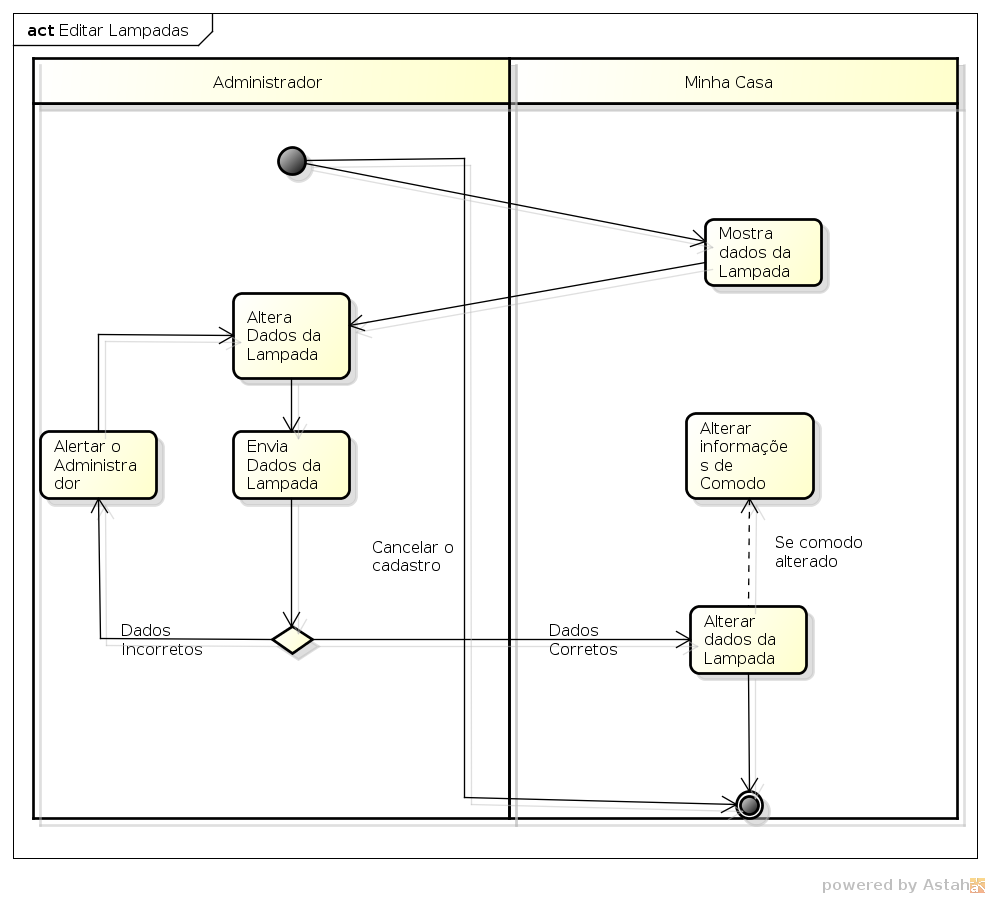 act Editar Lampadas
Administrador
Minha Casa
Mostra
dados da
Lampada
Altera
Dados da
Lampada
Alertar o
Administra
dor
Envia
Dados da
Lampada
Alterar
informaçõe
s de
Comodo
Cancelar o
cadastro
Se comodo
alterado
Dados
Incorretos
Dados
Corretos
Alterar
dados da
Lampada
powered by Astah